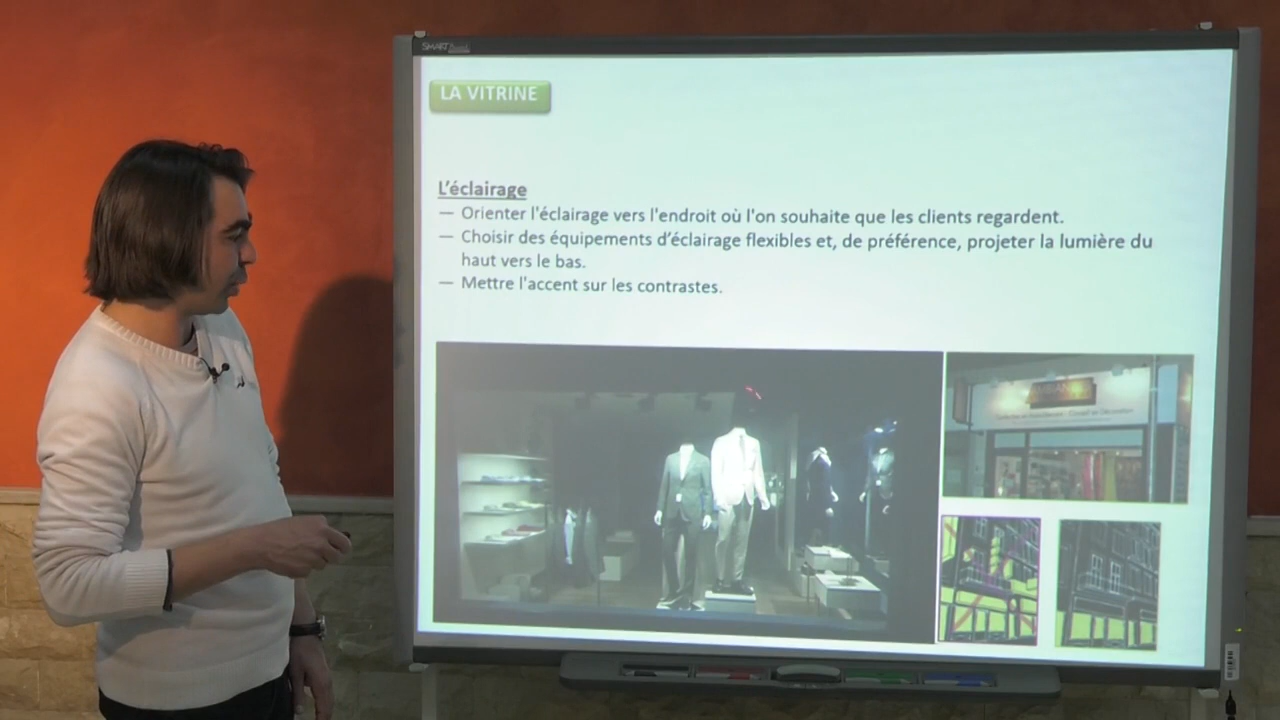 SMART Board
LA VITRINE
L'éclairage
— Orienter l'éclairage vers l'endroit où l'on souhaite que les clients regardent.
— Choisir des équipements d'éclairage flexibles et, de préférence, projeter la lumière du
haut vers le bas.
— Mettre l'accent sur les contrastes.